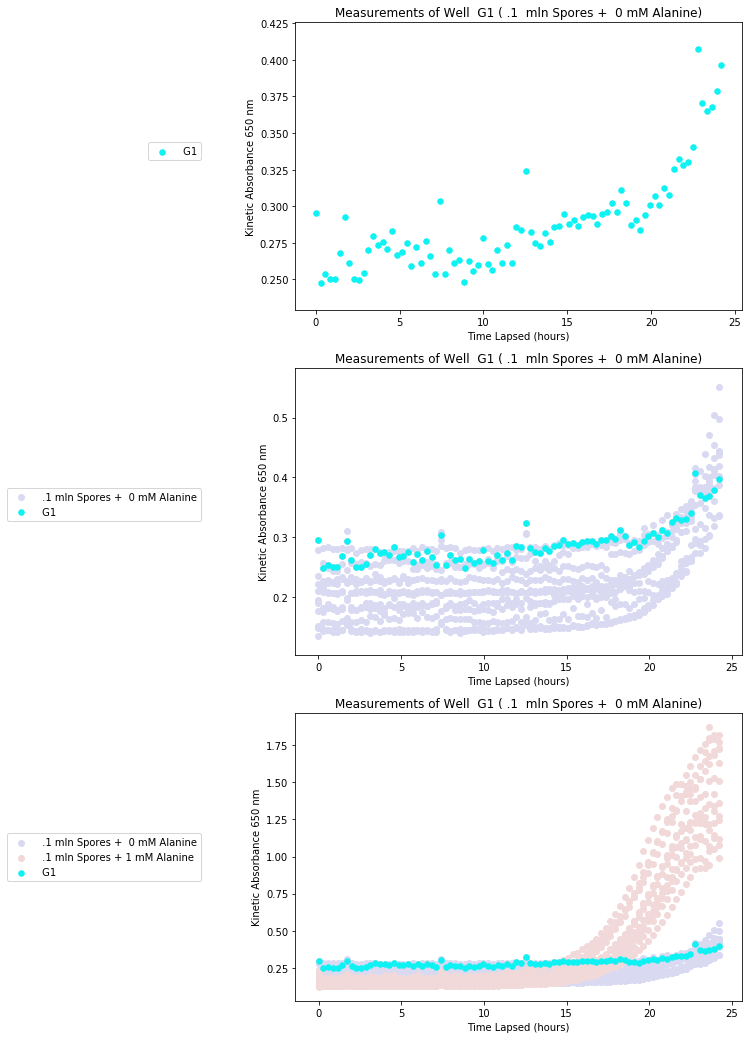 Measurements of Well  G1 ( .1  mln Spores +  0 mM Alanine)
0.425
0.400
0.375
0.350
0.325
0.300
0.275
0.250
Kinetic Absorbance 650 nm
G1
0 5 10 15 20 25
Time Lapsed (hours)
Measurements of Well  G1 ( .1  mln Spores +  0 mM Alanine)
0.5
0.4
0.3
0.2
Kinetic Absorbance 650 nm
.1 mln Spores +  0 mM Alanine
G1
0 5 10 15 20 25
Time Lapsed (hours)
Measurements of Well  G1 ( .1  mln Spores +  0 mM Alanine)
1.75
1.50
1.25
1.00
0.75
0.50
0.25
Kinetic Absorbance 650 nm
.1 mln Spores +  0 mM Alanine
.1 mln Spores + 1 mM Alanine
G1
0 5 10 15 20 25
Time Lapsed (hours)